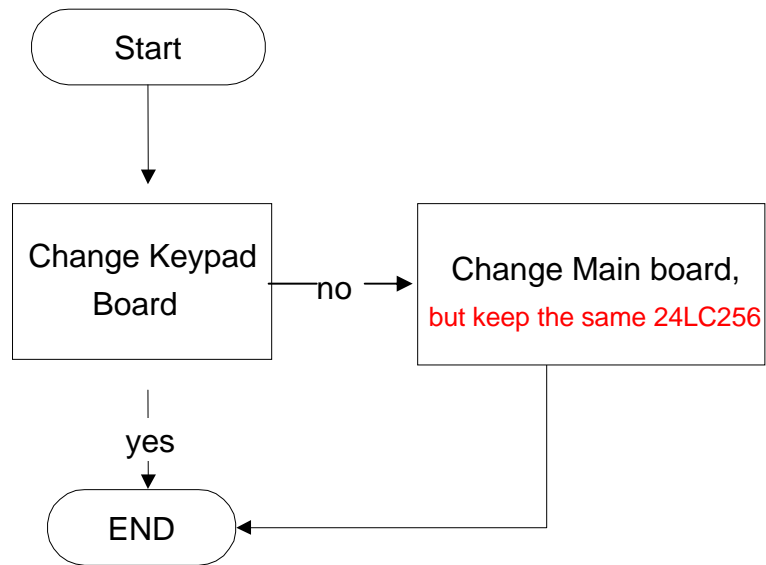 Start
Change Keypad
Board
no
Change Main board,
but keep the same 24LC256
yes
END